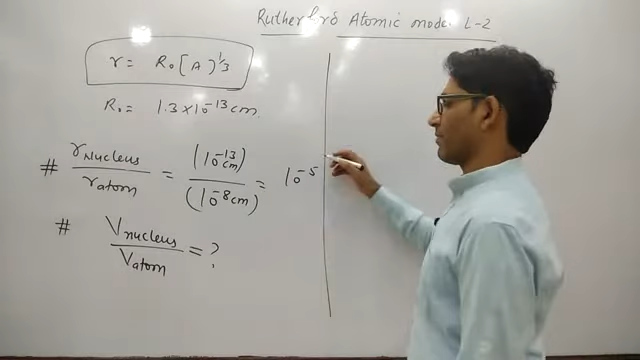 Rutherford Atomic model L-2
r = R₀ [A]^1/3
R₀ = 1.3 × 10^-13 cm.
# r Nucleus / r atom = (10^-13 cm) / (10^-8 cm) = 10^-5
# V nucleus / V atom = ?